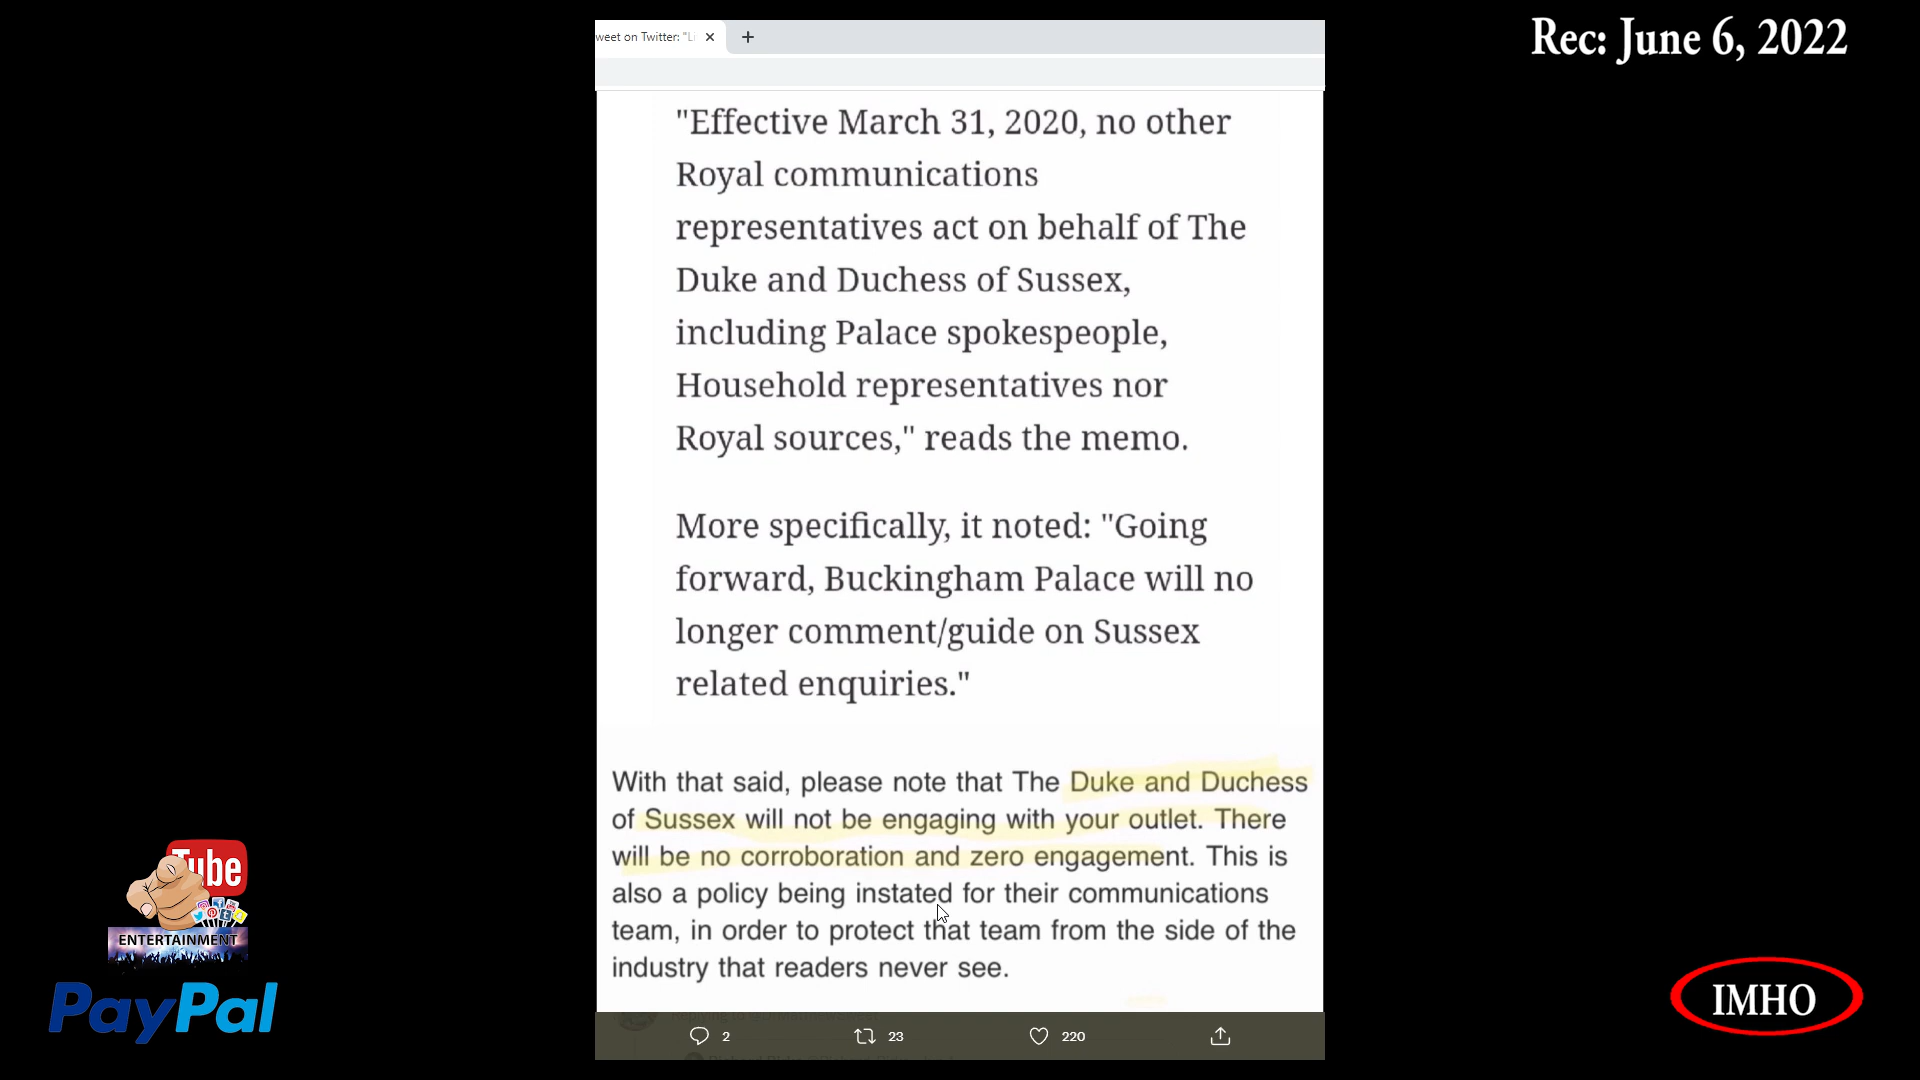 weet on Twitter: "Li
Rec: June 6, 2022
"Effective March 31, 2020, no other
Royal communications
representatives act on behalf of The
Duke and Duchess of Sussex,
including Palace spokespeople,
Household representatives nor
Royal sources," reads the memo.
More specifically, it noted: "Going
forward, Buckingham Palace will no
longer comment/guide on Sussex
related enquiries."
With that said, please note that The Duke and Duchess
of Sussex will not be engaging with your outlet. There
will be no corroboration and zero engagement. This is
also a policy being instated for their communications
team, in order to protect that team from the side of the
industry that readers never see.
2 23 220
Tube
ENTERTAINMENT
PayPal
IMHO